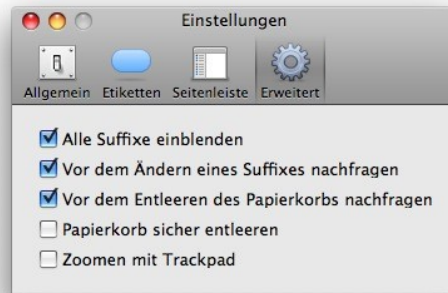 Einstellungen
Allgemein Etiketten Seitenleiste Erweitert
Alle Suffixe einblenden
Vor dem Ändern eines Suffixes nachfragen
Vor dem Entleeren des Papierkorbs nachfragen
Papierkorb sicher entleeren
Zoomen mit Trackpad